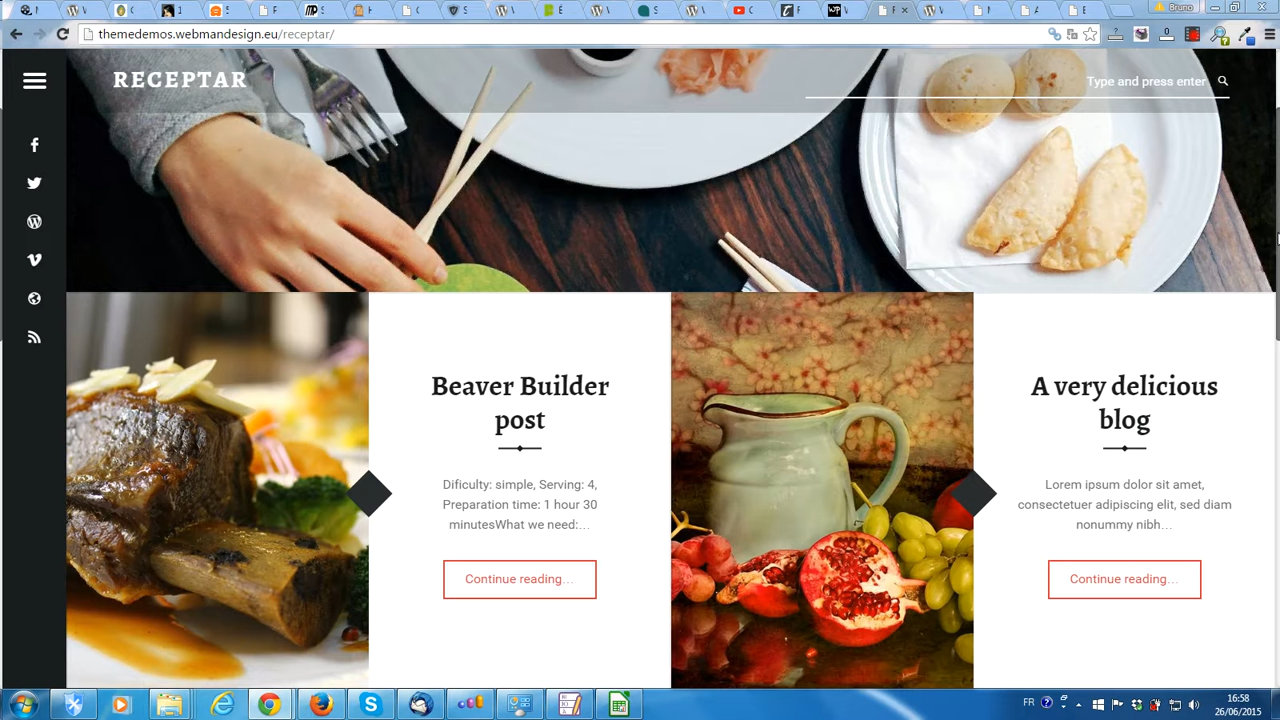 Bruno
themedemos.webmandesign.eu/receptar/
RECEPTAR
Type and press enter
Beaver Builder
post
Dificulty: simple, Serving: 4,
Preparation time: 1 hour 30
minutesWhat we need:...
Continue reading...
A very delicious
blog
Lorem ipsum dolor sit amet,
consectetuer adipiscing elit, sed diam
nonummy nibh...
Continue reading...
FR
16:58
26/06/2015